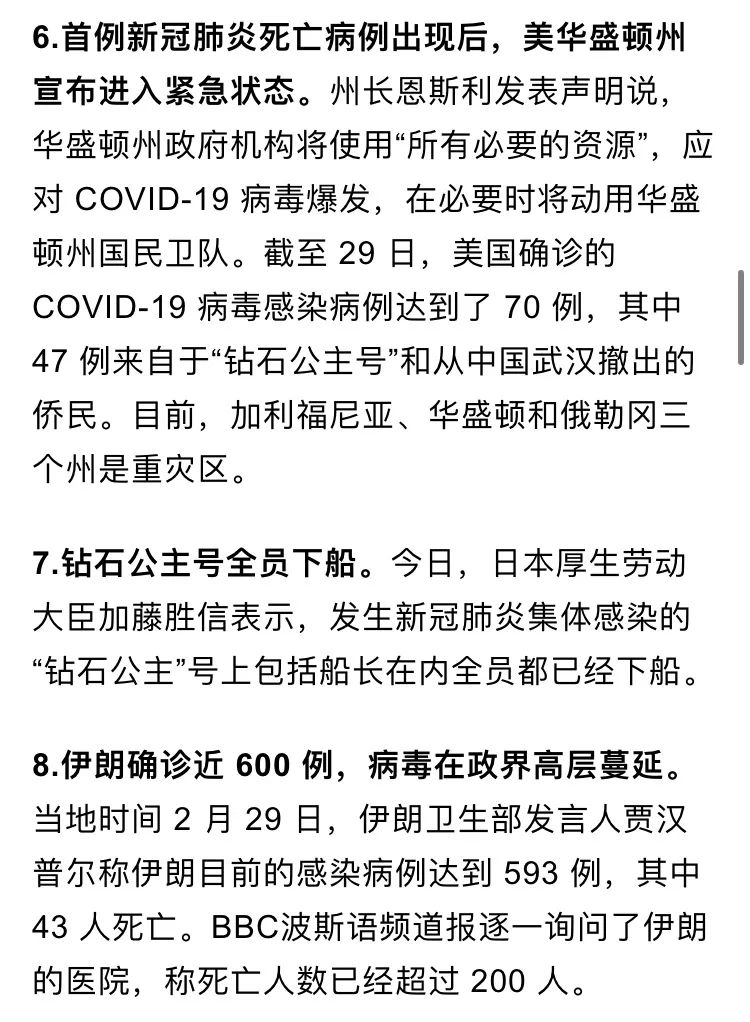 6.首例新冠肺炎死亡病例出现后，美华盛顿州
宣布进入紧急状态。州长恩斯利发表声明说，
华盛顿州政府机构将使用“所有必要的资源”，应
对 COVID-19 病毒爆发，在必要时将动用华盛
顿州国民卫队。截至 29 日，美国确诊的
COVID-19 病毒感染病例达到了 70 例，其中
47 例来自于“钻石公主号”和从中国武汉撤出的
侨民。目前，加利福尼亚、华盛顿和俄勒冈三
个州是重灾区。
7.钻石公主号全员下船。今日，日本厚生劳动
大臣加藤胜信表示，发生新冠肺炎集体感染的
“钻石公主”号上包括船长在内全员都已经下船。
8.伊朗确诊近 600 例，病毒在政界高层蔓延。
当地时间 2 月 29 日，伊朗卫生部发言人贾汉
普尔称伊朗目前的感染病例达到 593 例，其中
43 人死亡。BBC波斯语频道报逐一询问了伊朗
的医院，称死亡人数已经超过 200 人。